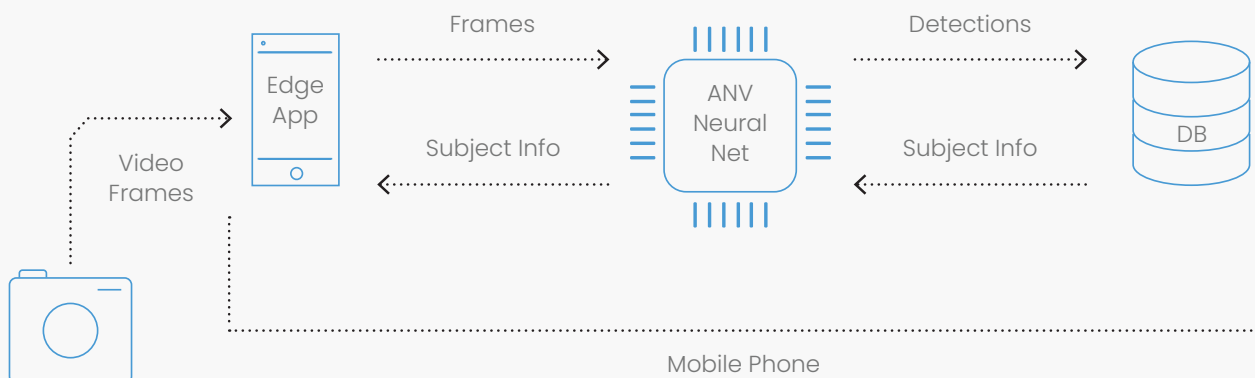 Frames
Detections
Edge
App
ANV
Neural
Net
DB
Subject Info
Subject Info
Video
Frames
Mobile Phone